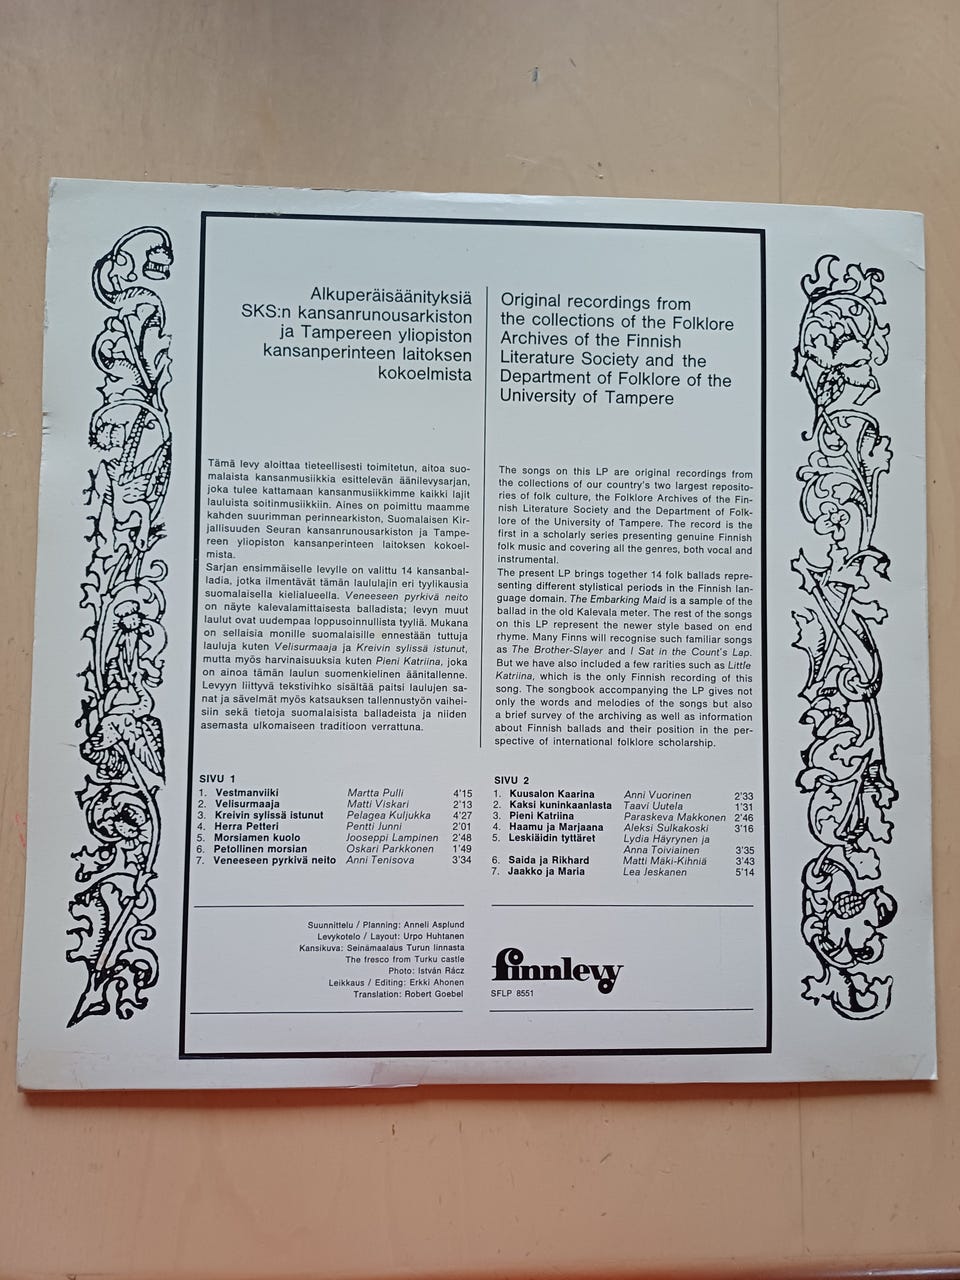 Alkuperäisäänityksiä
SKS:n kansanrunousarkiston
ja Tampereen yliopiston
kansanperinteen laitoksen
kokoelmista
Original recordings from
the collections of the Folklore
Archives of the Finnish
Literature Society and the
Department of Folklore of the
University of Tampere
Tämä levy aloittaa tieteellisesti toimitetun, aitoa suo-
malaista kansanmusiikkia esittelevän äänilevysarjan,
joka tulee kattamaan kansanmusiikkimme kaikki lajit
lauluista soitinmusiikkiin. Aines on poimittu maamme
kahden suurimman perinnearkiston, Suomalaisen Kir-
jallisuuden Seuran kansanrunousarkiston ja Tampe-
reen yliopiston kansanperinteen laitoksen kokoel-
mista.
Sarjan ensimmäiselle levylle on valittu 14 kansanbal-
ladia, jotka ilmentävät tämän laululajin eri tyylikausia
suomalaisella kielialueella. Veneeseen pyrkivä neito
on näyte kalevalamittaisesta balladista; levyn muut
laulut ovat uudempaa loppusoinnullista tyyliä. Mukana
on sellaisia monille suomalaisille ennestään tuttuja
lauluja kuten Velisurmaaja ja Kreivin sylissä istunut,
mutta myös harvinaisuuksia kuten Pieni Katriina, joka
on ainoa tämän laulun suomenkielinen äänitallenne.
Levyyn liittyvä tekstivihko sisältää paitsi laulujen sa-
nat ja sävelmät myös katsauksen tallennustyön vaihei-
siin sekä tietoja suomalaisista balladeista ja niiden
asemasta ulkomaiseen traditioon verrattuna.
The songs on this LP are original recordings from
the collections of our country's two largest reposito-
ries of folk culture, the Folklore Archives of the Fin-
nish Literature Society and the Department of Folk-
lore of the University of Tampere. The record is the
first in a scholarly series presenting genuine Finnish
folk music and covering all the genres, both vocal and
instrumental.
The present LP brings together 14 folk ballads repre-
senting different stylistical periods in the Finnish lan-
guage domain. The Embarking Maid is a sample of the
ballad in the old Kalevala meter. The rest of the songs
on this LP represent the newer style based on end
rhyme. Many Finns will recognise such familiar songs
as The Brother-Slayer and I Sat in the Count's Lap.
But we have also included a few rarities such as Little
Katriina, which is the only Finnish recording of this
song. The songbook accompanying the LP gives not
only the words and melodies of the songs but also
a brief survey of the archiving as well as information
about Finnish ballads and their position in the per-
spective of international folklore scholarship.
SIVU 1
1. Vestmanviiki Martta Pulli 4'15
2. Velisurmaaja Matti Viskari 2'13
3. Kreivin sylissä istunut Pelagea Kuljukka 4'27
4. Herra Petteri Pentti Junni 2'01
5. Morsiamen kuolo Jooseppi Lampinen 2'48
6. Petollinen morsian Oskari Parkkonen 1'49
7. Veneeseen pyrkivä neito Anni Tenisova 3'34
SIVU 2
1. Kuusalon Kaarina Anni Vuorinen 2'33
2. Kaksi kuninkaanlasta Taavi Uutela 1'31
3. Pieni Katriina Paraskeva Makkonen 2'46
4. Haamu ja Marjaana Aleksi Sulkakoski 3'16
5. Leskiäidin tyttäret Lydia Häyrynen ja
Anna Toiviainen 3'35
6. Saida ja Rikhard Matti Mäki-Kihniä 3'43
7. Jaakko ja Maria Lea Jeskanen 5'14
Suunnittelu / Planning: Anneli Asplund
Levykotelo / Layout: Urpo Huhtanen
Kansikuva: Seinämaalaus Turun linnasta
The fresco from Turku castle
Photo: István Rácz
Leikkaus / Editing: Erkki Ahonen
Translation: Robert Goebel
finnlevy
SFLP 8551